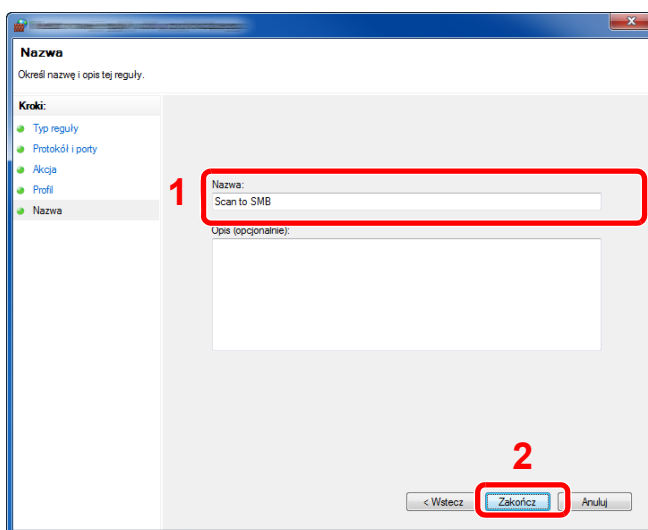 Nazwa
Określ nazwę i opis tej reguły.
Kroki:
Typ reguły
Protokół i porty
Akcja
Profil
Nazwa
1
Nazwa:
Scan to SMB
Opis (opcjonalnie):
2
< Wstecz
Zakończ
Anuluj